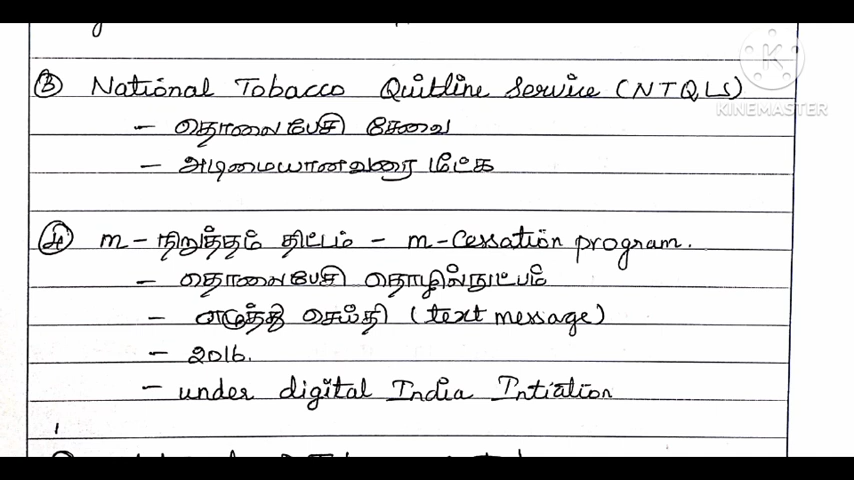 ③ National Tobacco Quitline Service (NTQLS)
- தொலைபேசி சேவை
- அடிமையானவரை மீட்க
④ m-நிறுத்தம் திட்டம் - m-Cessation program.
- தொலைபேசி தொழில்நுட்பம்
- எழுத்து செய்தி (text message)
- 2016.
- under digital India Intiation
KINEMASTER